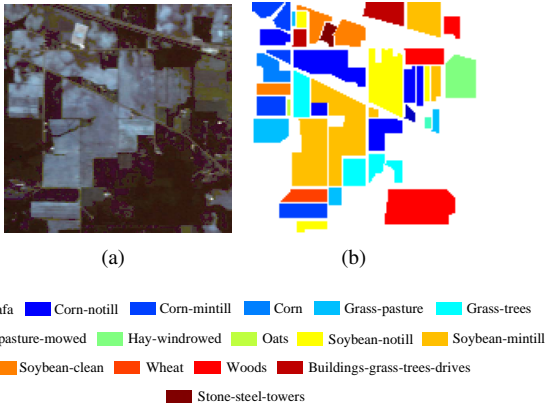 (a) (b)
afa Corn-notill Corn-mintill Corn Grass-pasture Grass-trees
pasture-mowed Hay-windrowed Oats Soybean-notill Soybean-mintill
Soybean-clean Wheat Woods Buildings-grass-trees-drives
Stone-steel-towers